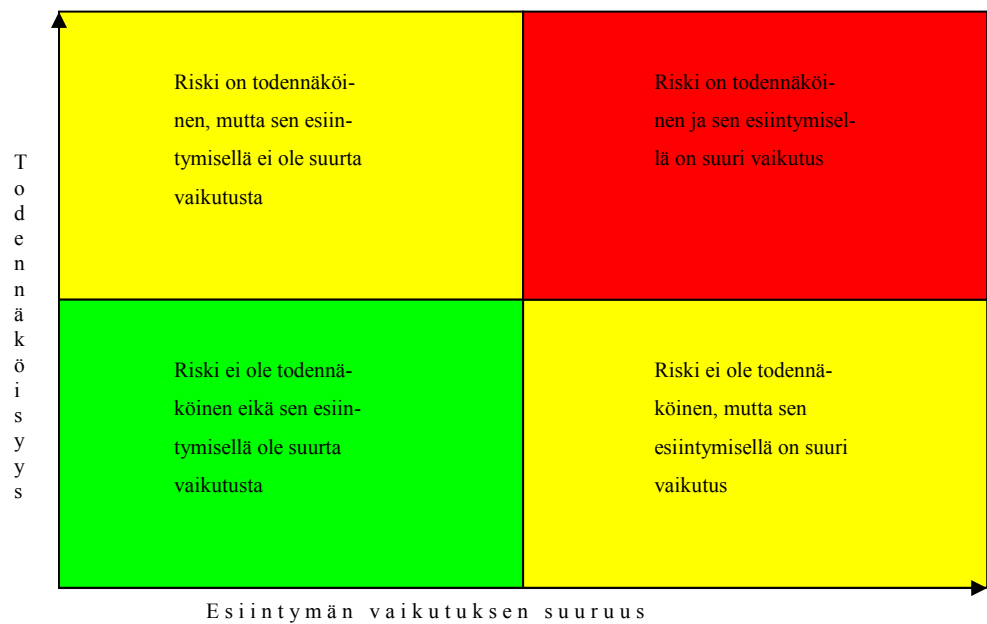 Todennäköisyys
Riski on todennäköi-
nen, mutta sen esiin-
tymisellä ei ole suurta
vaikutusta
Riski on todennäköi-
nen ja sen esiintymisel-
lä on suuri vaikutus
Riski ei ole todennä-
köinen eikä sen esiin-
tymisellä ole suurta
vaikutusta
Riski ei ole todennä-
köinen, mutta sen
esiintymisellä on suuri
vaikutus
Esiintymän vaikutuksen suuruus